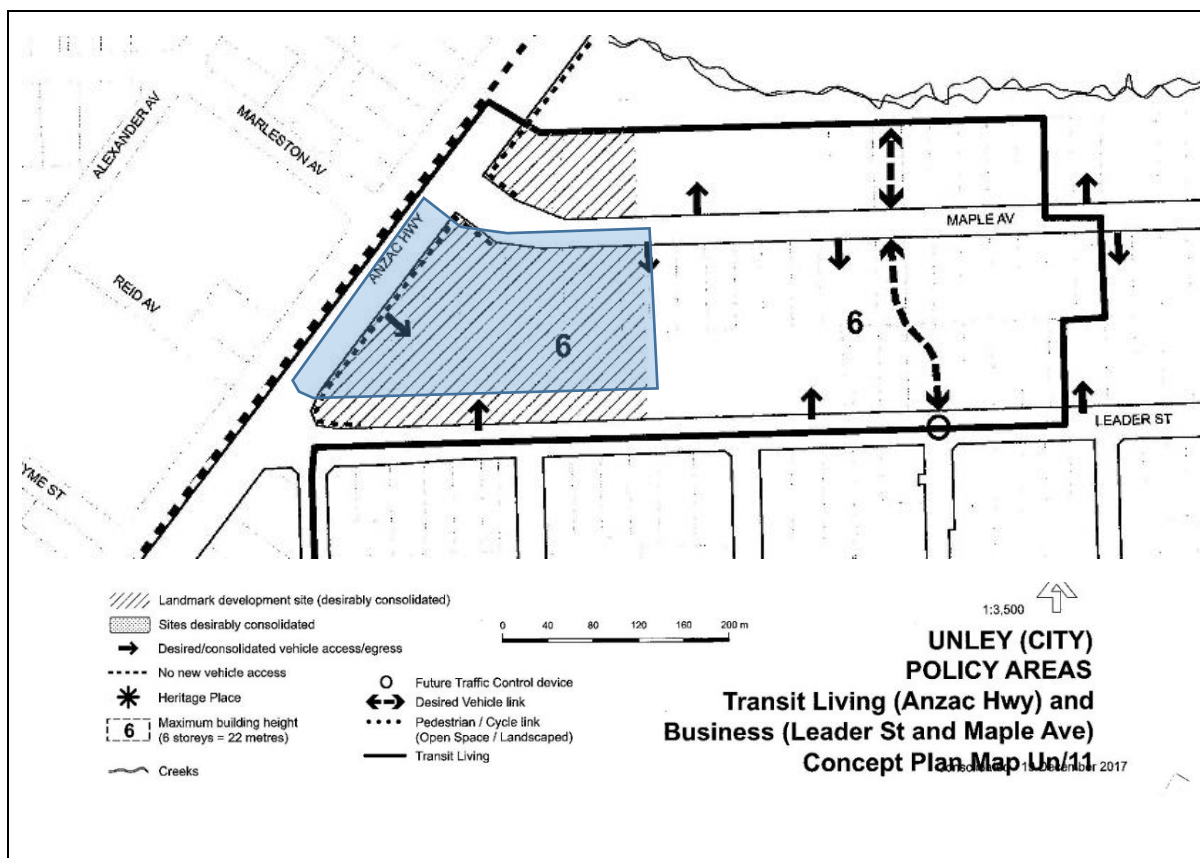 ALEXANDER AV
MARLESTON AV
REID AV
ANZAC HWY
MAPLE AV
6
6
LEADER ST
YME ST
Landmark development site (desirably consolidated)
Sites desirably consolidated
Desired/consolidated vehicle access/egress
No new vehicle access
Heritage Place
6 Maximum building height
(6 storeys = 22 metres)
Creeks
0 40 80 120 160 200 m
Future Traffic Control device
Desired Vehicle link
Pedestrian / Cycle link
(Open Space / Landscaped)
Transit Living
1:3,500
UNLEY (CITY)
POLICY AREAS
Transit Living (Anzac Hwy) and
Business (Leader St and Maple Ave)
Concept Plan Map Un/11
Consolidated - 19 December 2017